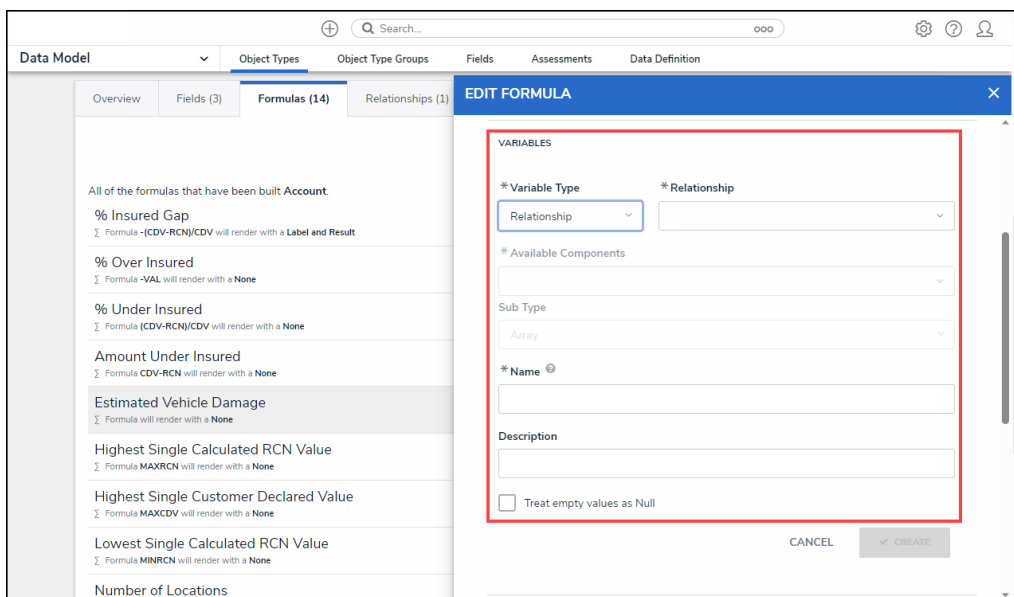 Search...
Data Model
Object Types
Object Type Groups
Fields
Assessments
Data Definition
Overview
Fields (3)
Formulas (14)
Relationships (1)
All of the formulas that have been built Account.
% Insured Gap
∑ Formula -(CDV-RCN)/CDV will render with a Label and Result
% Over Insured
∑ Formula -VAL will render with a None
% Under Insured
∑ Formula (CDV-RCN)/CDV will render with a None
Amount Under Insured
∑ Formula CDV-RCN will render with a None
Estimated Vehicle Damage
∑ Formula will render with a None
Highest Single Calculated RCN Value
∑ Formula MAXRCN will render with a None
Highest Single Customer Declared Value
∑ Formula MAXCDV will render with a None
Lowest Single Calculated RCN Value
∑ Formula MINRCN will render with a None
Number of Locations
EDIT FORMULA
VARIABLES
* Variable Type
* Relationship
Relationship
* Available Components
Sub Type
Array
* Name
Description
Treat empty values as Null
CANCEL
CREATE